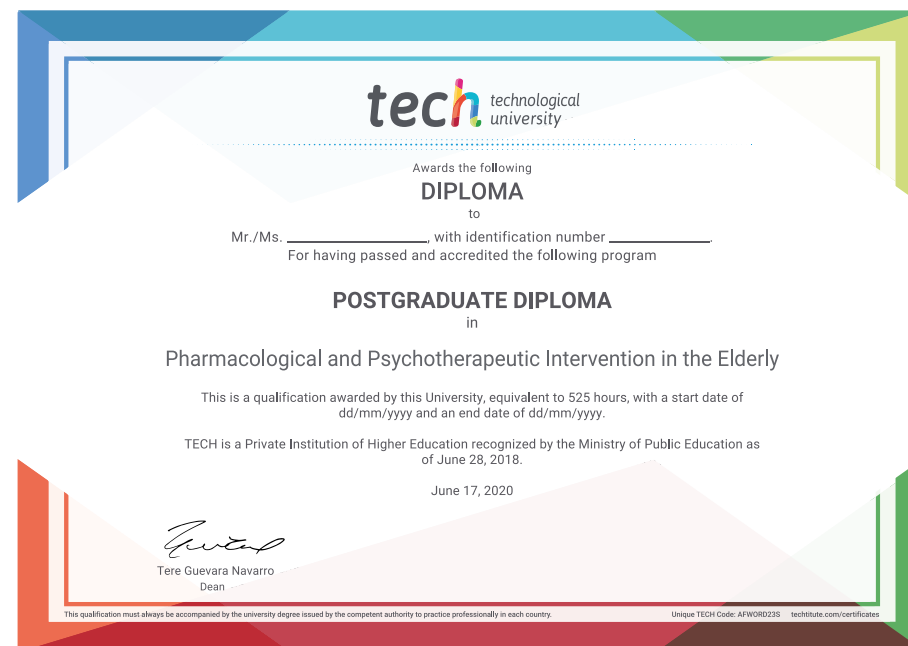 tech technological
university
Awards the following
DIPLOMA
to
Mr./Ms. ____________, with identification number ____________.
For having passed and accredited the following program
POSTGRADUATE DIPLOMA
in
Pharmacological and Psychotherapeutic Intervention in the Elderly
This is a qualification awarded by this University, equivalent to 525 hours, with a start date of
dd/mm/yyyy and an end date of dd/mm/yyyy.
TECH is a Private Institution of Higher Education recognized by the Ministry of Public Education as
of June 28, 2018.
June 17, 2020
Tere Guevara Navarro
Dean
This qualification must always be accompanied by the university degree issued by the competent authority to practice professionally in each country.
Unique TECH Code: AFWORD23S techtitute.com/certificates